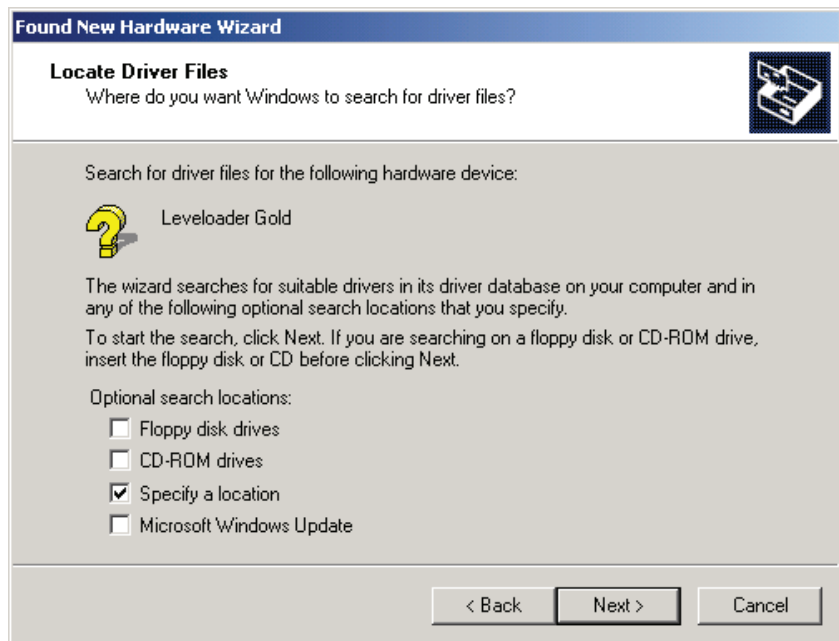 Found New Hardware Wizard
Locate Driver Files
Where do you want Windows to search for driver files?
Search for driver files for the following hardware device:
Leveloader Gold
The wizard searches for suitable drivers in its driver database on your computer and in
any of the following optional search locations that you specify.
To start the search, click Next. If you are searching on a floppy disk or CD-ROM drive,
insert the floppy disk or CD before clicking Next.
Optional search locations:
Floppy disk drives
CD-ROM drives
Specify a location
Microsoft Windows Update
< Back Next > Cancel